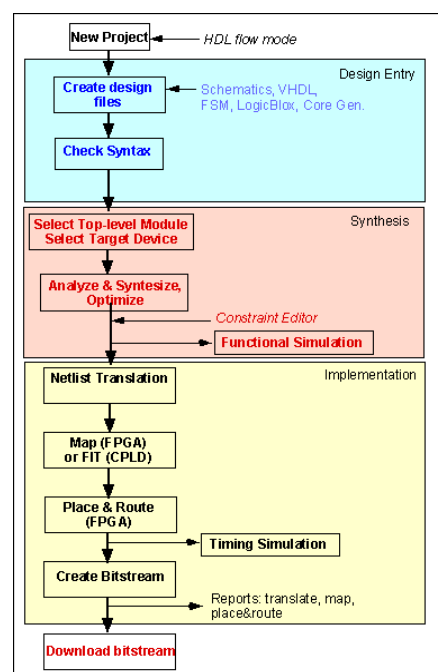 New Project
HDL flow mode
Design Entry
Create design
files
Schematics, VHDL,
FSM, LogicBlox, Core Gen.
Check Syntax
Synthesis
Select Top-level Module
Select Target Device
Analyze & Syntesize,
Optimize
Constraint Editor
Functional Simulation
Implementation
Netlist Translation
Map (FPGA)
or FIT (CPLD)
Place & Route
(FPGA)
Timing Simulation
Create Bitstream
Reports: translate, map,
place&route
Download bitstream